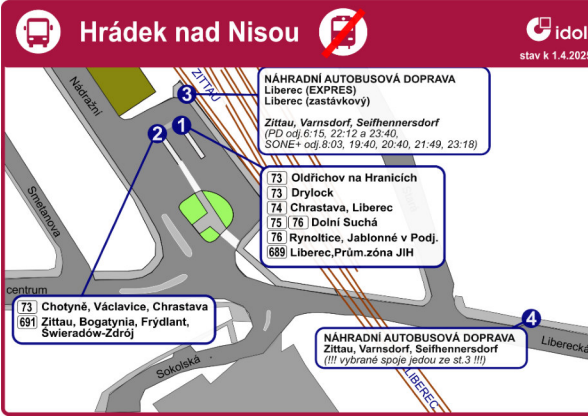 Hrádek nad Nisou
idol
stav k 1.4.2025
Nádražní
ZITTAU
3
NÁHRADNÍ AUTOBUSOVÁ DOPRAVA
Liberec (EXPRES)
Liberec (zastávkový)
Zittau, Varnsdorf, Seifhennersdorf
(PD odj.6:15, 22:12 a 23:40,
SONE+ odj.8:03, 19:40, 20:40, 21:49, 23:18)
2
1
73 Oldřichov na Hranicích
73 Drylock
74 Chrastava, Liberec
75 76 Dolní Suchá
76 Rynoltice, Jablonné v Podj.
689 Liberec,Prům.zóna JIH
Smetanova
centrum
73 Chotyně, Václavice, Chrastava
691 Zittau, Bogatynia, Frýdlant,
Świeradów-Zdrój
4
NÁHRADNÍ AUTOBUSOVÁ DOPRAVA
Zittau, Varnsdorf, Seifhennersdorf
(!!! vybrané spoje jedou ze st.3 !!!)
Liberecká
Sokolská
LIBEREC